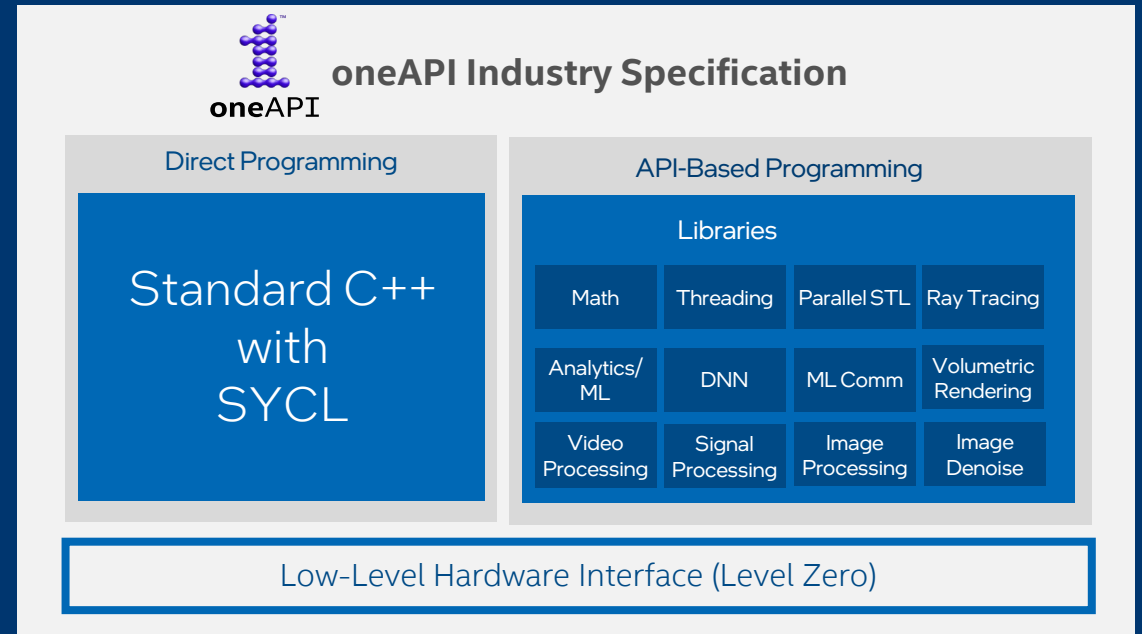 ™
oneAPI
oneAPI Industry Specification
Direct Programming
Standard C++
with
SYCL
API-Based Programming
Libraries
Math
Threading
Parallel STL
Ray Tracing
Analytics/
ML
DNN
ML Comm
Volumetric
Rendering
Video
Processing
Signal
Processing
Image
Processing
Image
Denoise
Low-Level Hardware Interface (Level Zero)